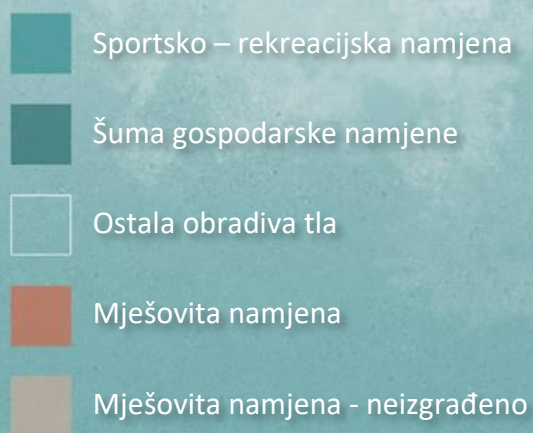 Sportsko – rekreacijska namjena
Šuma gospodarske namjene
Ostala obradiva tla
Mješovita namjena
Mješovita namjena - neizgrađeno